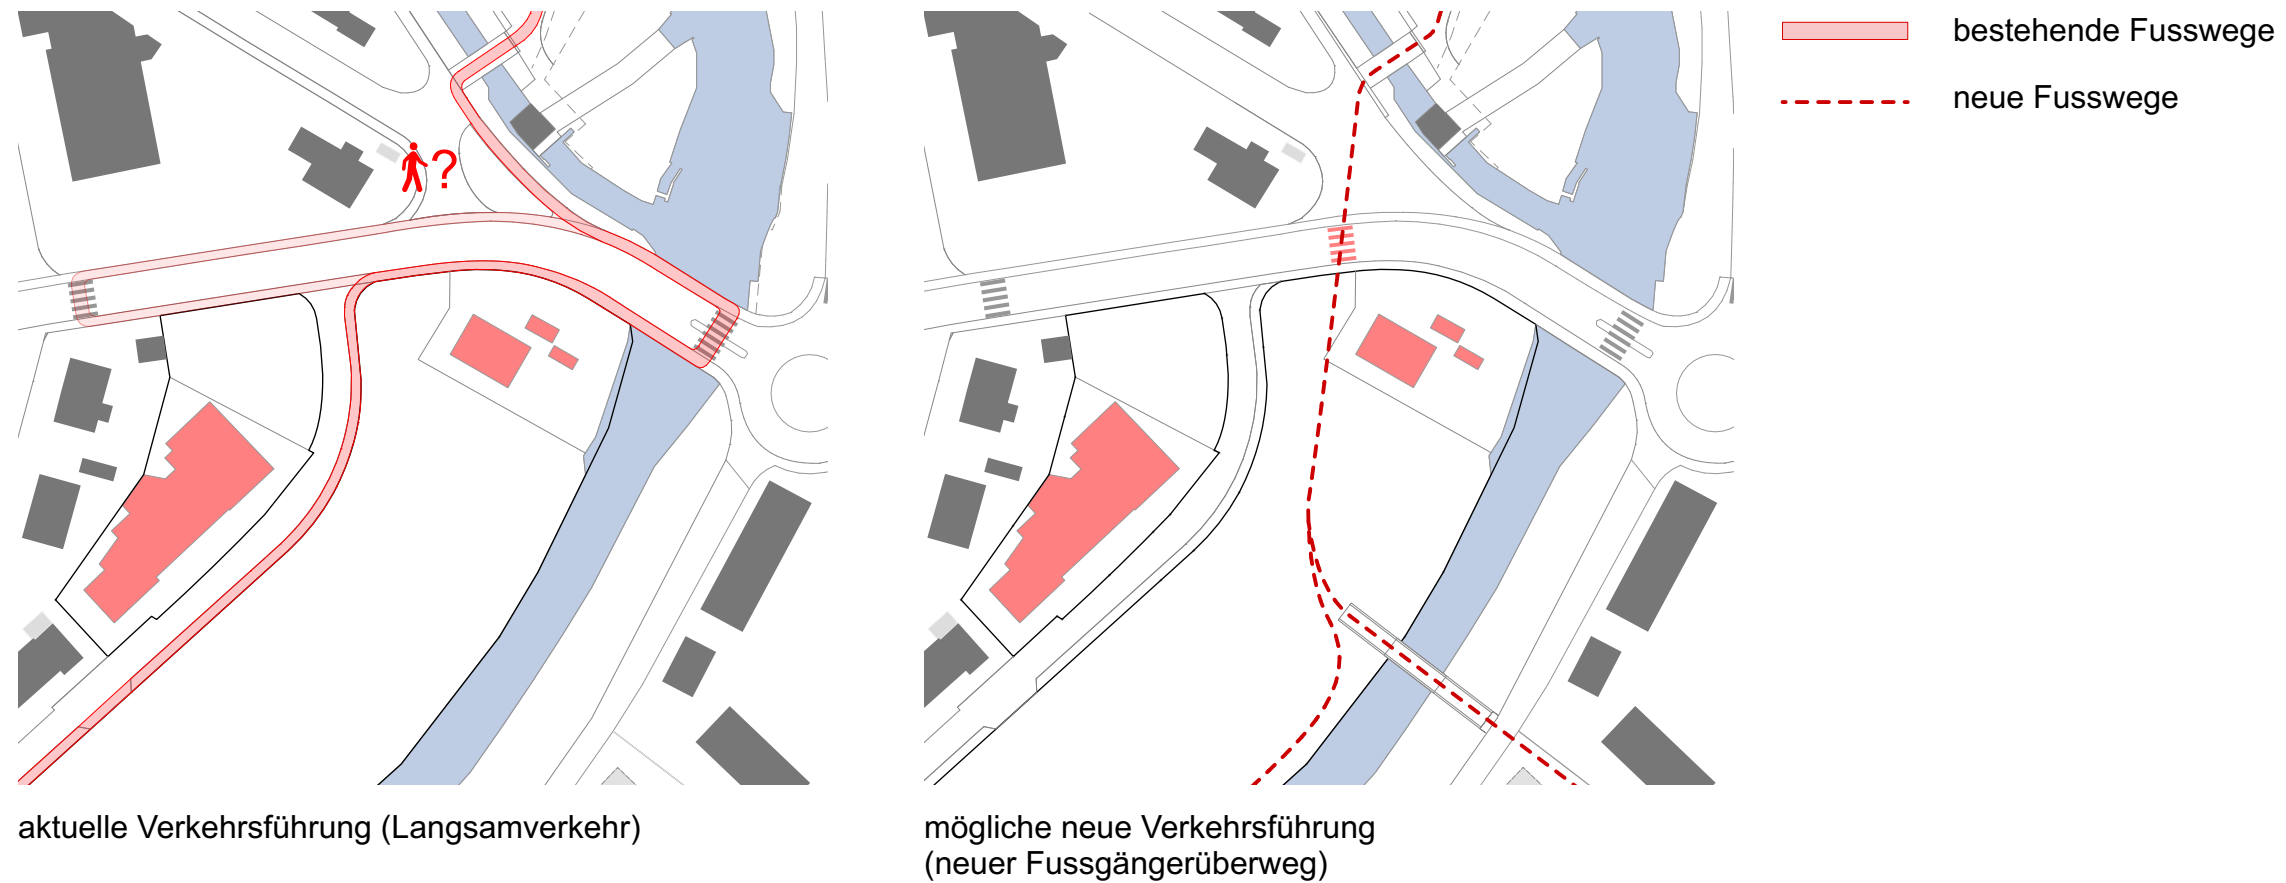 ?
bestehende Fusswege
neue Fusswege
aktuelle Verkehrsführung (Langsamverkehr)
mögliche neue Verkehrsführung
(neuer Fussgängerüberweg)